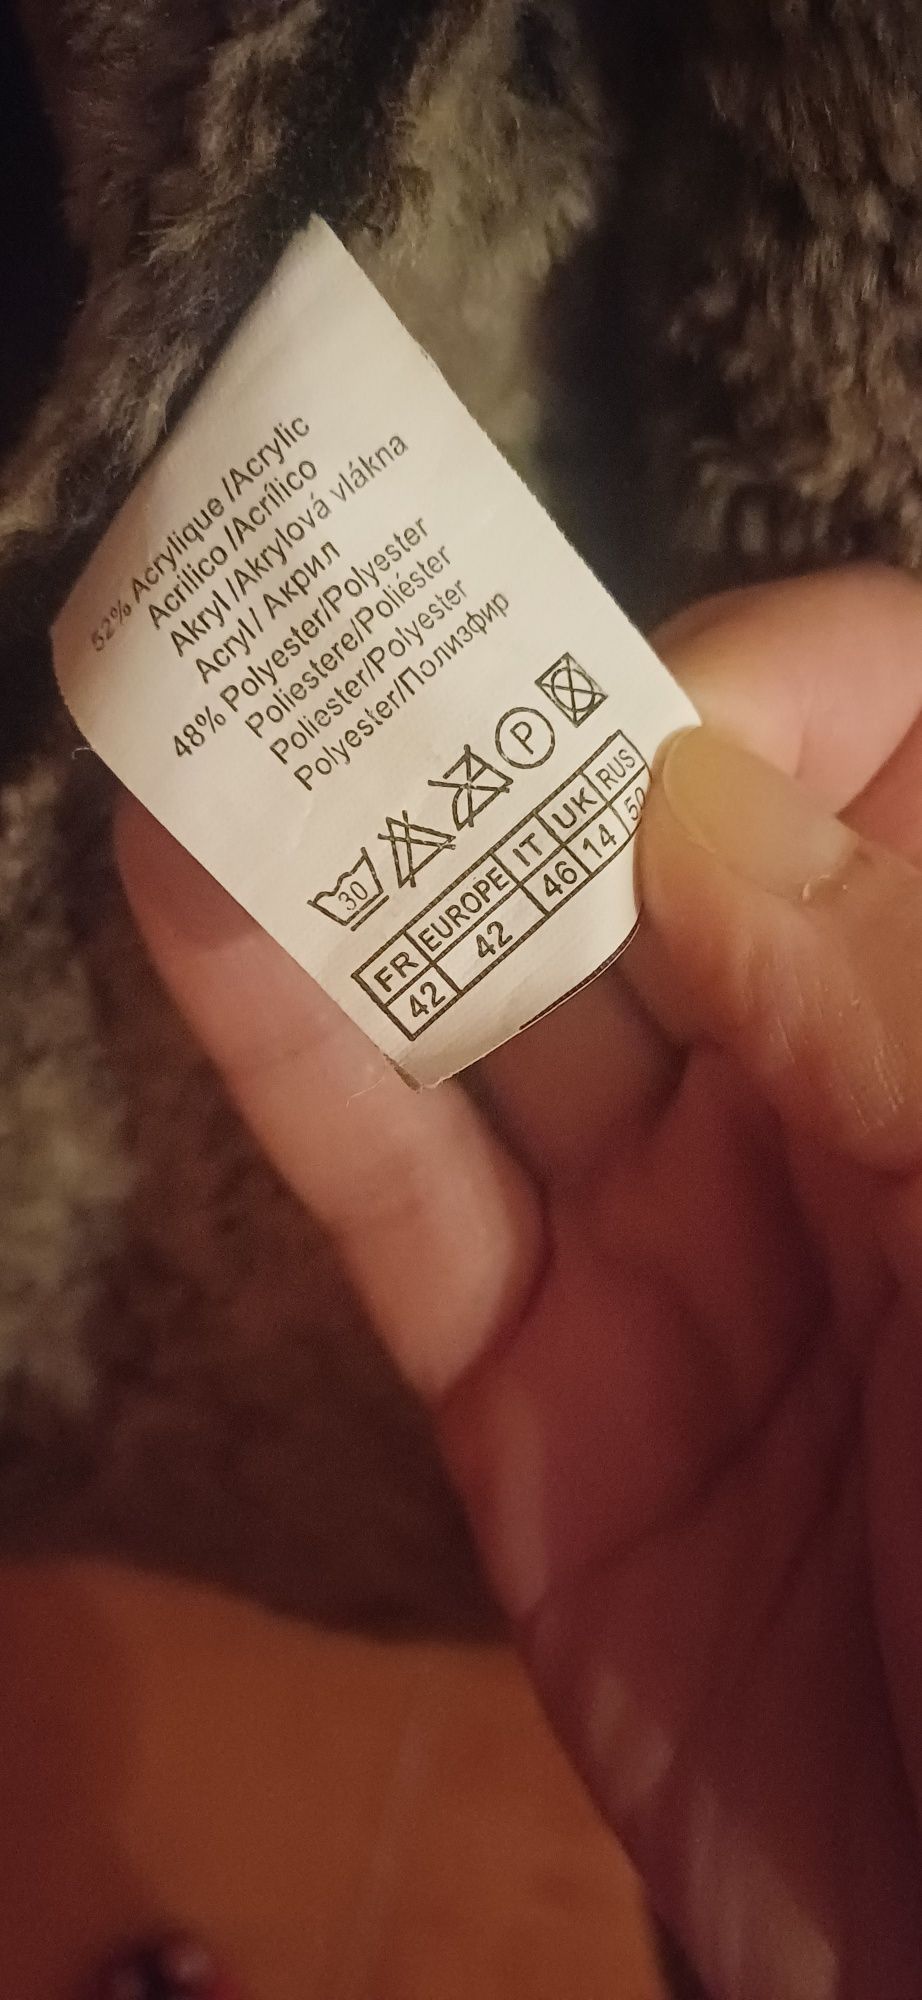 52% Acrylique /Acrylic
Acrilico /Acrílico
Akryl /Akrylová vlákna
Acryl / Акрил
48% Polyester/Polyester
Poliestere/Poliéster
Poliester/Polyester
Polyester/Полиэфир
30 P
FR EUROPE IT UK RUS
42 42 46 14 50